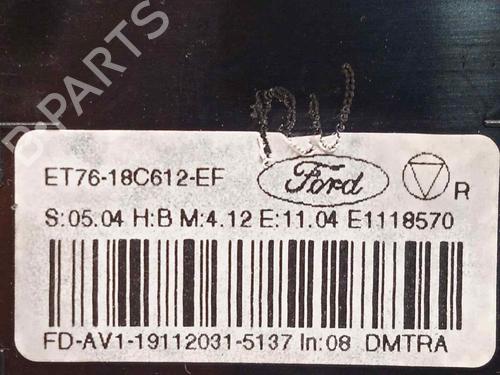 ET76-18C612-EF
Ford
R
S:05.04 H:B M:4.12 E:11.04 E1118570
FD-AV1-19112031-5137 In:08 DMTRA
B-PARTS